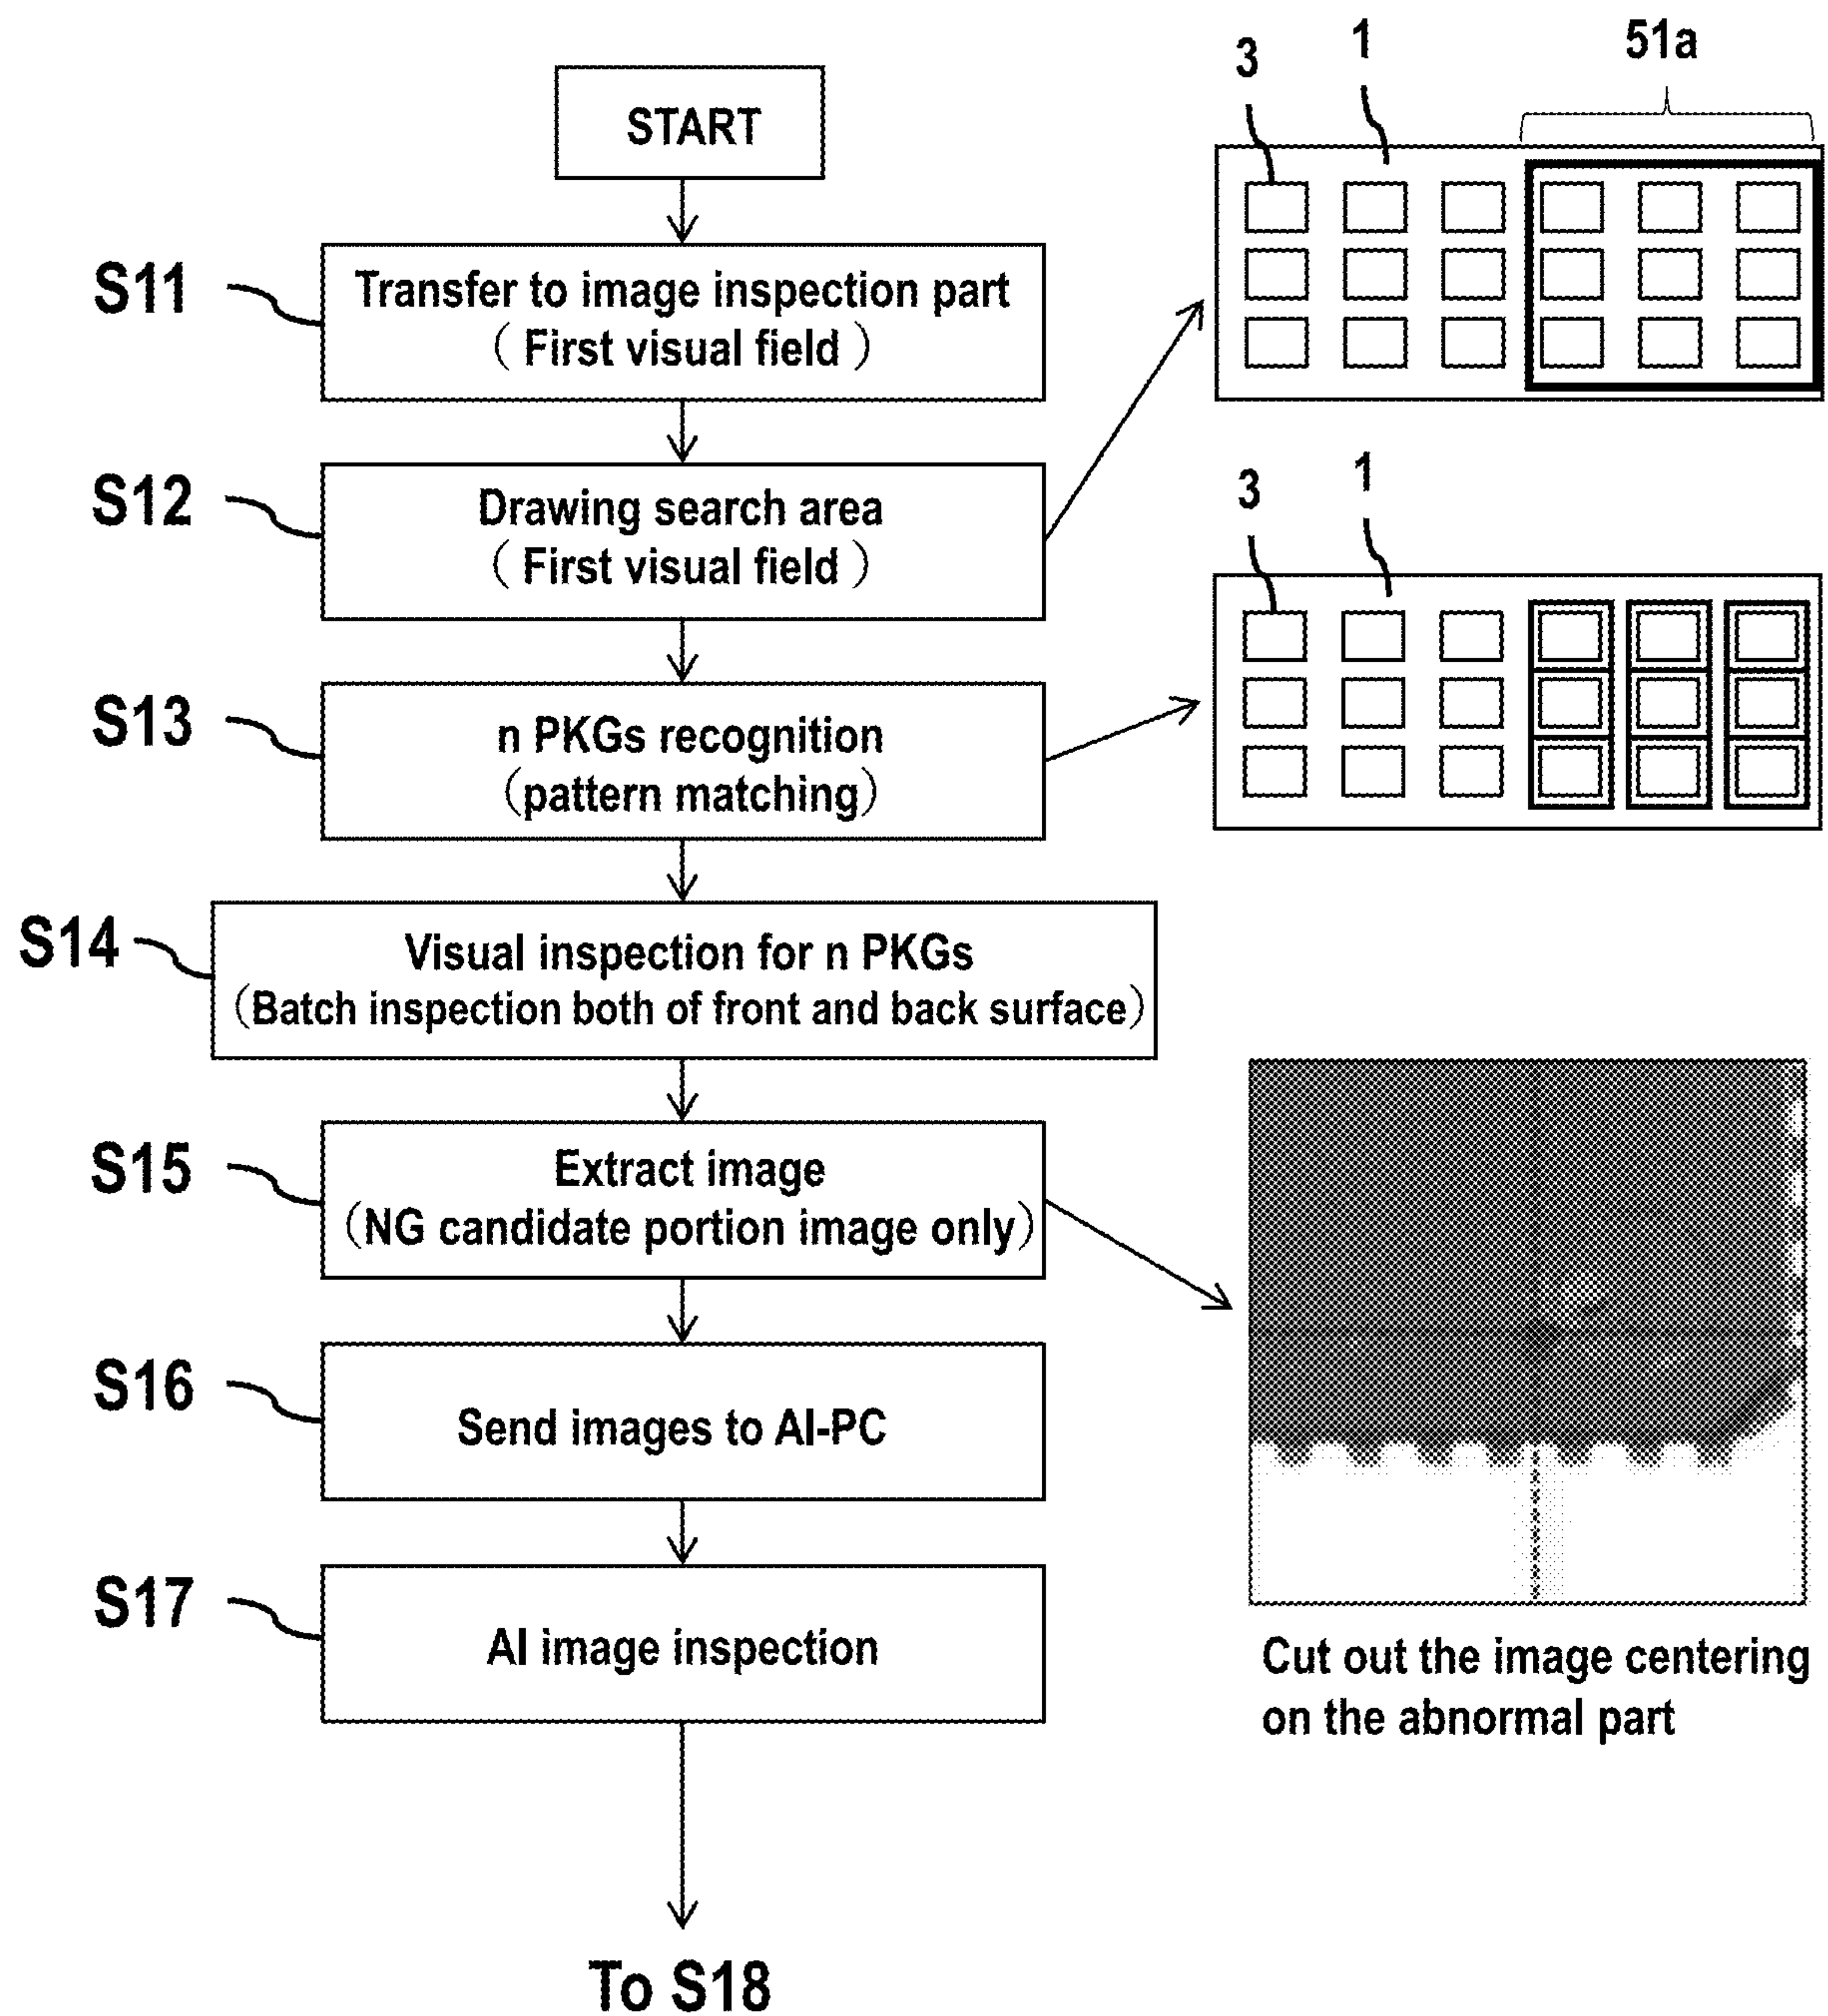 START
3
1
51a
S11
Transfer to image inspection part
( First visual field )
S12
Drawing search area
( First visual field )
3
1
S13
n PKGs recognition
(pattern matching)
S14
Visual inspection for n PKGs
(Batch inspection both of front and back surface)
S15
Extract image
(NG candidate portion image only)
S16
Send images to AI-PC
S17
AI image inspection
Cut out the image centering
on the abnormal part
To S18